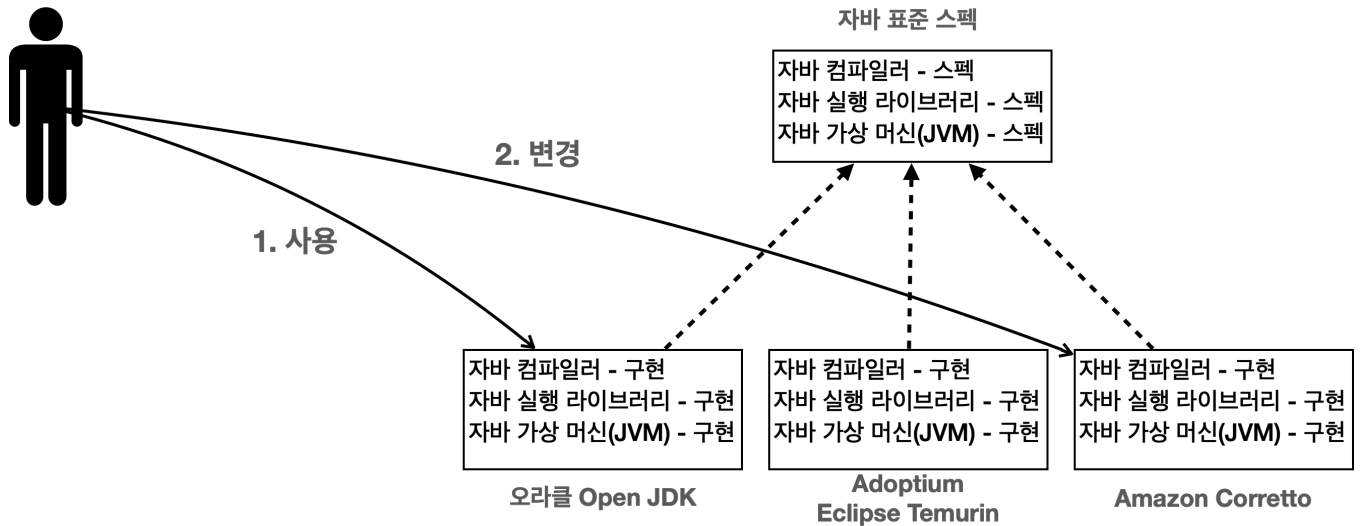 자바 표준 스펙
자바 컴파일러 - 스펙
자바 실행 라이브러리 - 스펙
자바 가상 머신(JVM) - 스펙
2. 변경
1. 사용
자바 컴파일러 - 구현
자바 실행 라이브러리 - 구현
자바 가상 머신(JVM) - 구현
오라클 Open JDK
자바 컴파일러 - 구현
자바 실행 라이브러리 - 구현
자바 가상 머신(JVM) - 구현
Adoptium
Eclipse Temurin
자바 컴파일러 - 구현
자바 실행 라이브러리 - 구현
자바 가상 머신(JVM) - 구현
Amazon Corretto